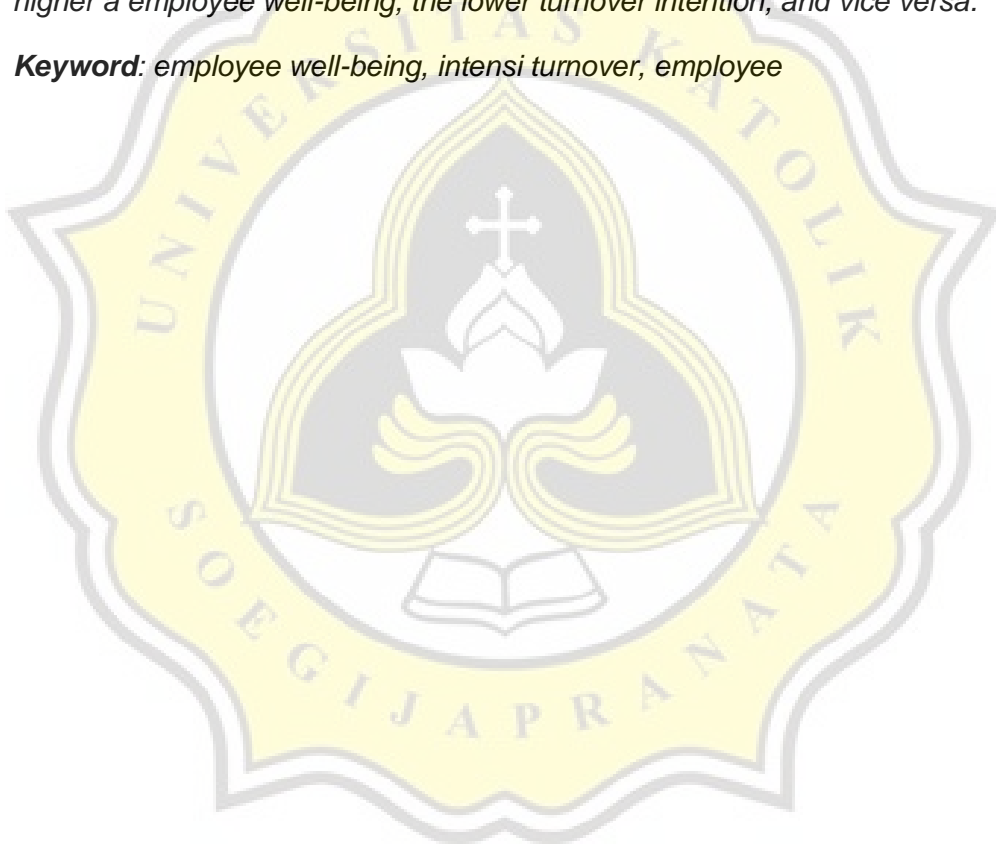 higher a employee well-being, the lower turnover intention, and vice versa.
Keyword: employee well-being, intensi turnover, employee
UNIVERSITAS KATOLIK
SOEGIJAPRANATA